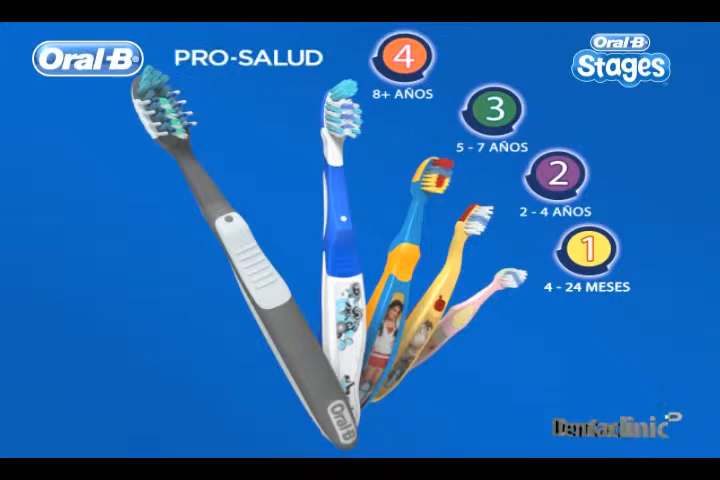 Oral-B
PRO-SALUD
Oral-B
Stages
4
8+ AÑOS
3
5 - 7 AÑOS
2
2 - 4 AÑOS
1
4 - 24 MESES
Oral-B